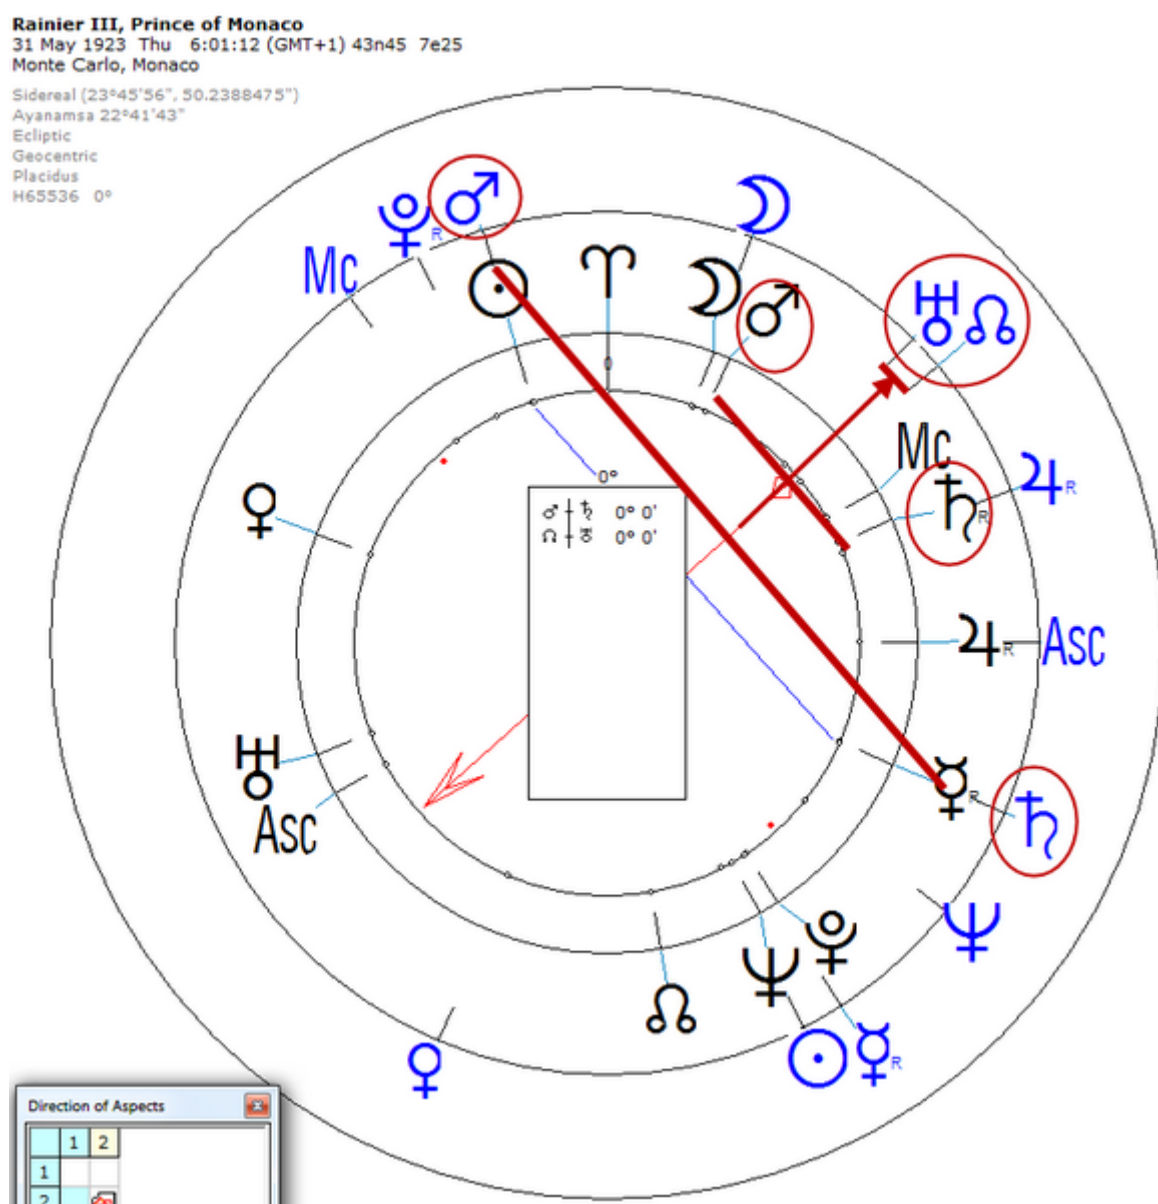 Rainier III, Prince of Monaco
31 May 1923 Thu 6:01:12 (GMT+1) 43n45 7e25
Monte Carlo, Monaco
Sidereal (23°45'56", 50.2388475")
Ayanamsa 22°41'43"
Ecliptic
Geocentric
Placidus
H65536 0°
♇ R ♂ ☽
Mc ☉ ♈ ☽ ♂ ♅ ☊
0
Mc
♀ 0° ♄ R ♃ R
♂ ♄ 0° 0'
☊ ♅ 0° 0'
♃ R Asc
♅ ☿ R ♄
Asc
♇ ♆
♆
☊
♀ ☉ ☿ R
Direction of Aspects
1 2
1
2